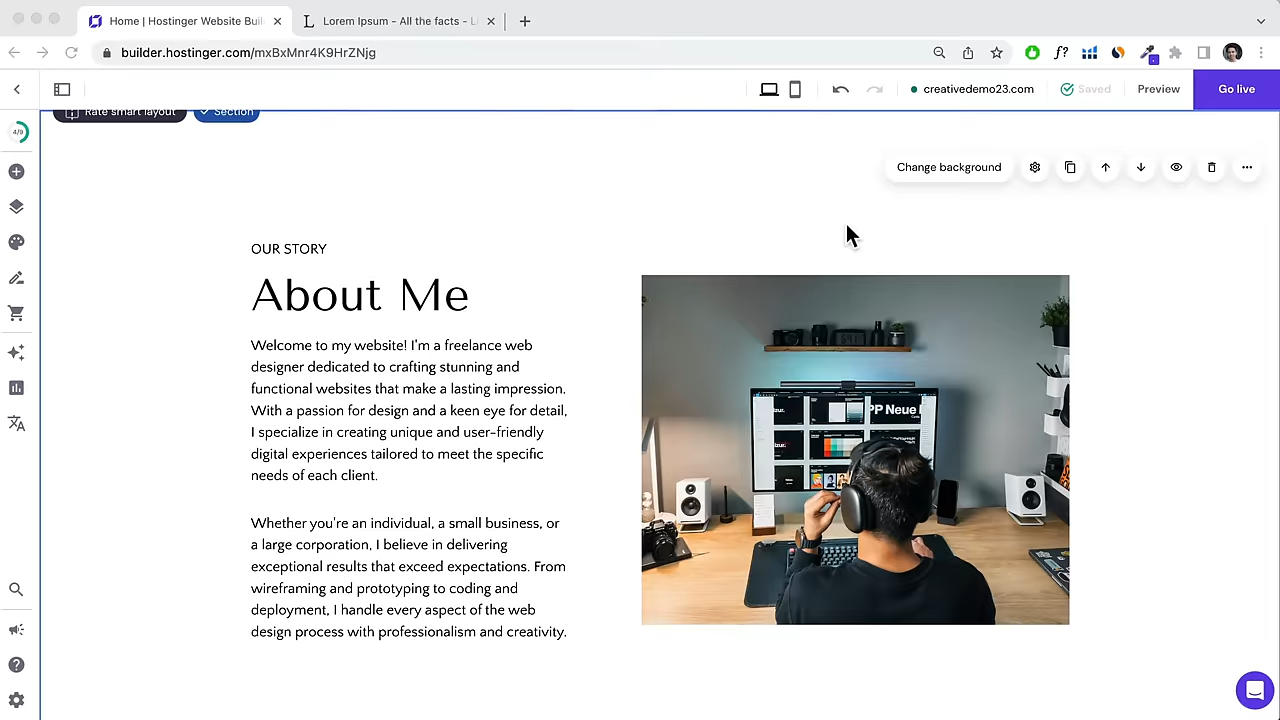 Home | Hostinger Website Buil
Lorem Ipsum - All the facts - Li
builder.hostinger.com/mxBxMnr4K9HrZNjg
f?
creativedemo23.com
Saved
Preview
Go live
Rate smart layout
Section
4/9
Change background
OUR STORY
About Me
Welcome to my website! I'm a freelance web
designer dedicated to crafting stunning and
functional websites that make a lasting impression.
With a passion for design and a keen eye for detail,
I specialize in creating unique and user-friendly
digital experiences tailored to meet the specific
needs of each client.
Whether you're an individual, a small business, or
a large corporation, I believe in delivering
exceptional results that exceed expectations. From
wireframing and prototyping to coding and
deployment, I handle every aspect of the web
design process with professionalism and creativity.
PP Neue